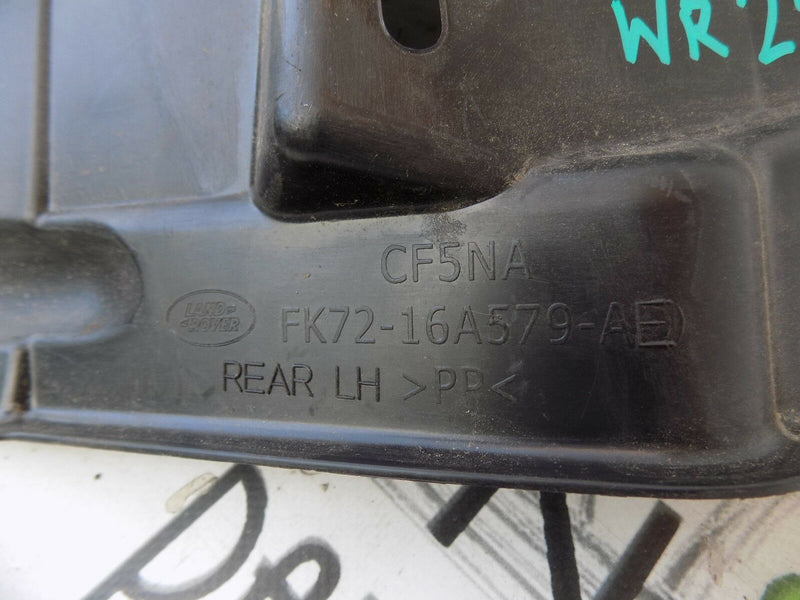 WR
CF5NA
LAND ROVER
FK72-16A579-AE
REAR LH >PP<